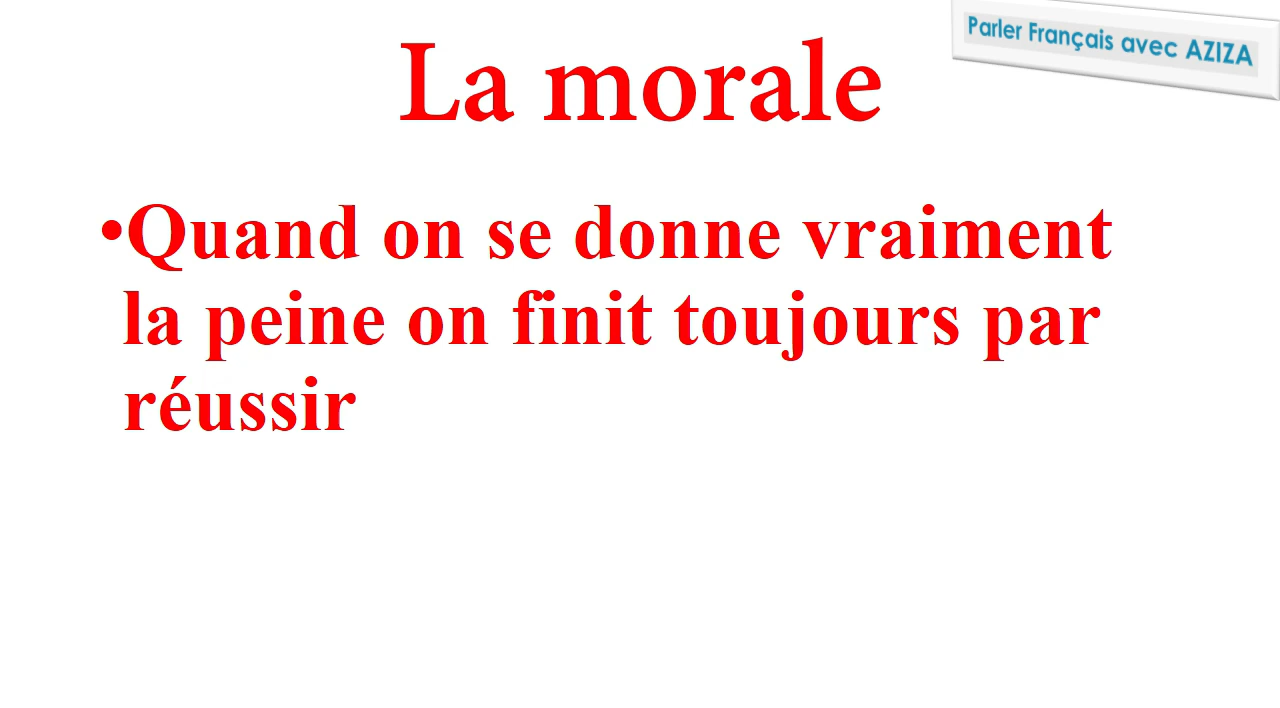 Parler Français avec AZIZA
La morale
•Quand on se donne vraiment
la peine on finit toujours par
réussir